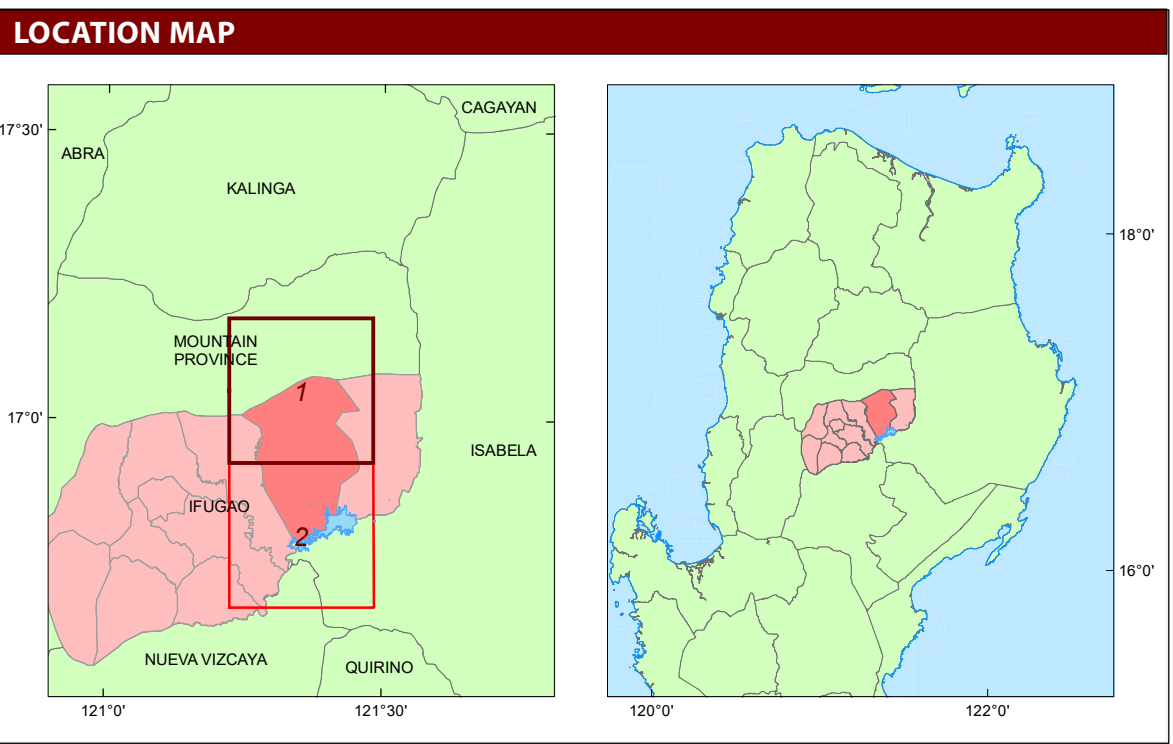 LOCATION MAP
CAGAYAN
17°30'
ABRA
KALINGA
MOUNTAIN
PROVINCE
1
17°0'
ISABELA
IFUGAO
2
NUEVA VIZCAYA
QUIRINO
121°0'
121°30'
18°0'
16°0'
120°0'
122°0'